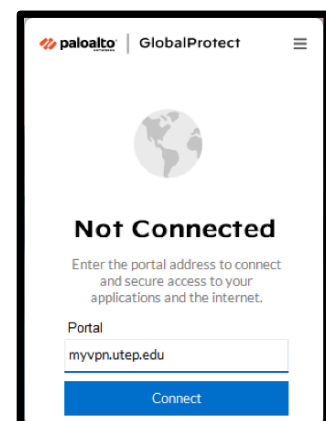 paloalto NETWORKS | GlobalProtect
Not Connected
Enter the portal address to connect
and secure access to your
applications and the internet.
Portal
myvpn.utep.edu
Connect